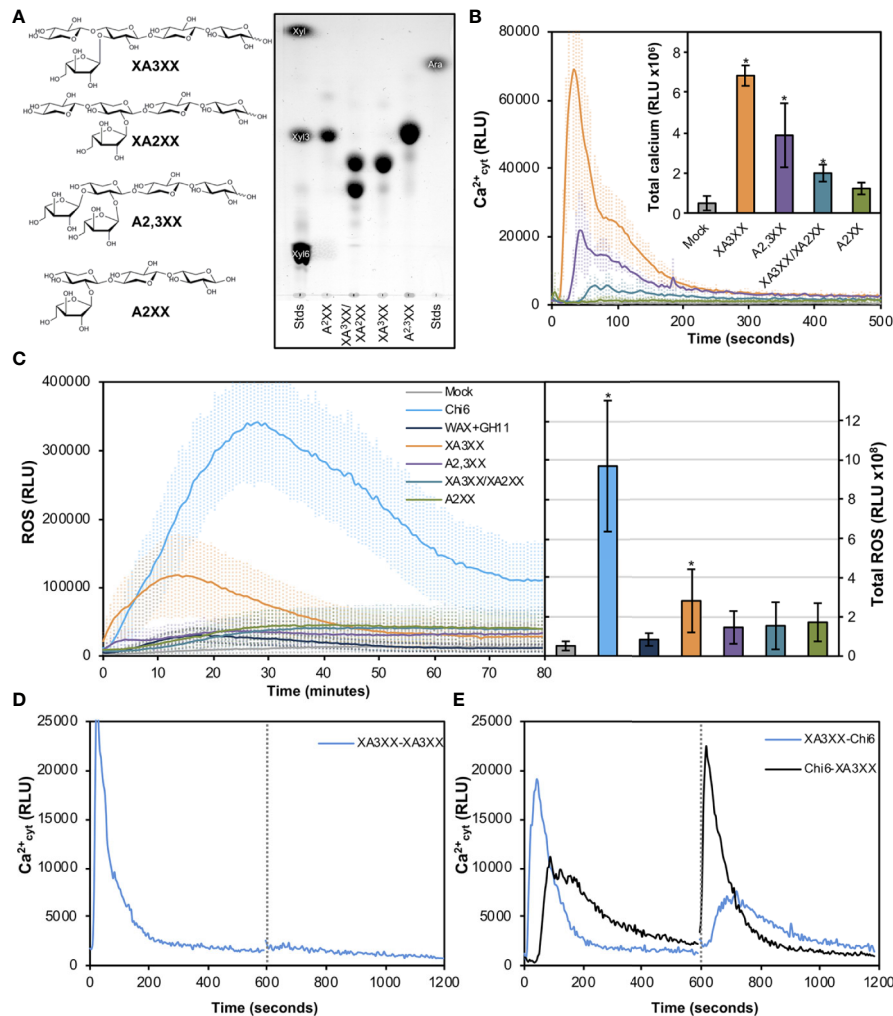 A
XA3XX
XA2XX
A2,3XX
A2XX
Xyl
Ara
Xyl3
Xyl6
Stds
A²XX
XA³XX/
XA²XX
XA³XX
A²,³XX
Stds
B
Ca²⁺cyt (RLU)
80000
60000
40000
20000
0
0 100 200 300 400 500
Time (seconds)
Total calcium (RLU x10⁶)
8
6
4
2
0
* * *
Mock
XA3XX
A2,3XX
XA3XX/XA2XX
A2XX
C
ROS (RLU)
400000
300000
200000
100000
0
0 10 20 30 40 50 60 70 80
Time (minutes)
Mock
Chi6
WAX+GH11
XA3XX
A2,3XX
XA3XX/XA2XX
A2XX
* *
12
10
8
6
4
2
0
Total ROS (RLU x10⁸)
D
Ca²⁺cyt (RLU)
25000
20000
15000
10000
5000
0
0 200 400 600 800 1000 1200
Time (seconds)
XA3XX-XA3XX
E
Ca²⁺cyt (RLU)
25000
20000
15000
10000
5000
0
0 200 400 600 800 1000 1200
Time (seconds)
XA3XX-Chi6
Chi6-XA3XX